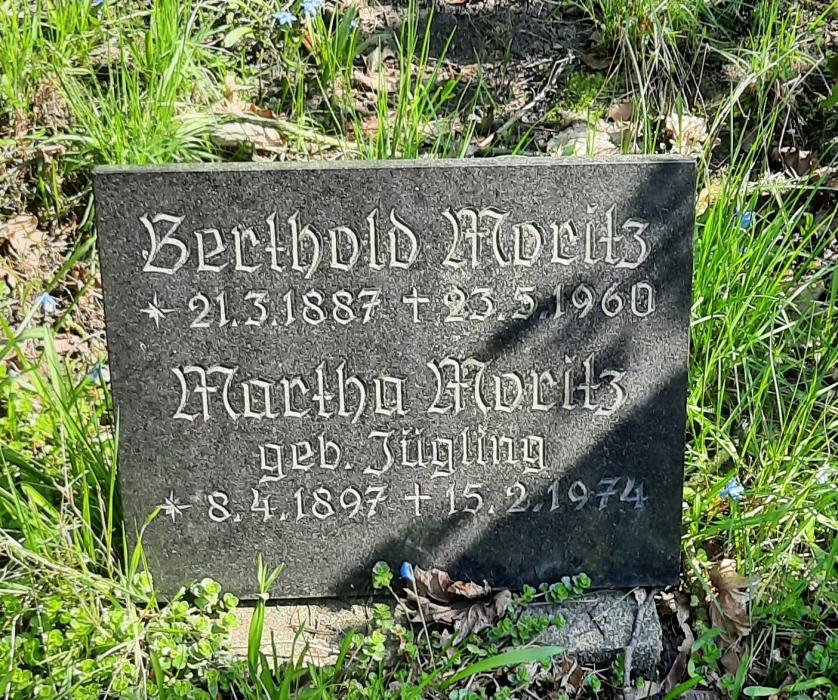 Berthold Moritz
* 21.3.1887 † 23.5.1960
Martha Moritz
geb. Jügling
* 8.4.1897 † 15.2.1974